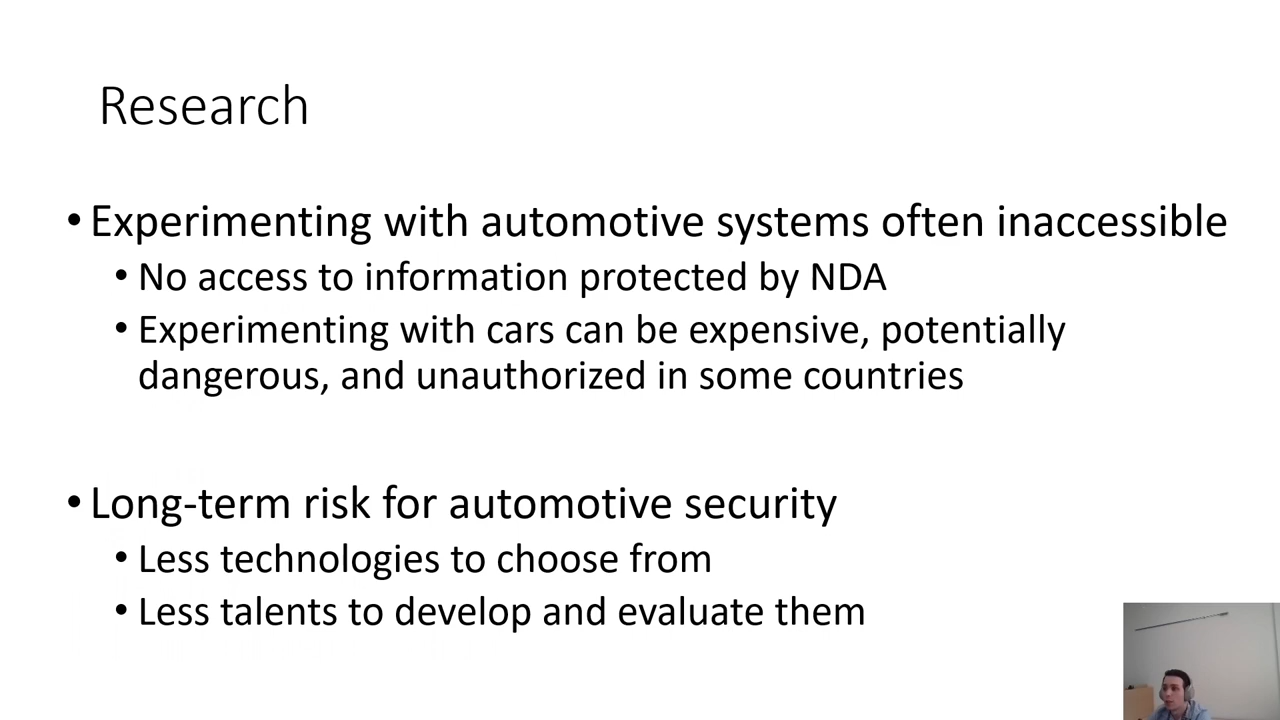 Research
• Experimenting with automotive systems often inaccessible
• No access to information protected by NDA
• Experimenting with cars can be expensive, potentially
dangerous, and unauthorized in some countries
• Long-term risk for automotive security
• Less technologies to choose from
• Less talents to develop and evaluate them